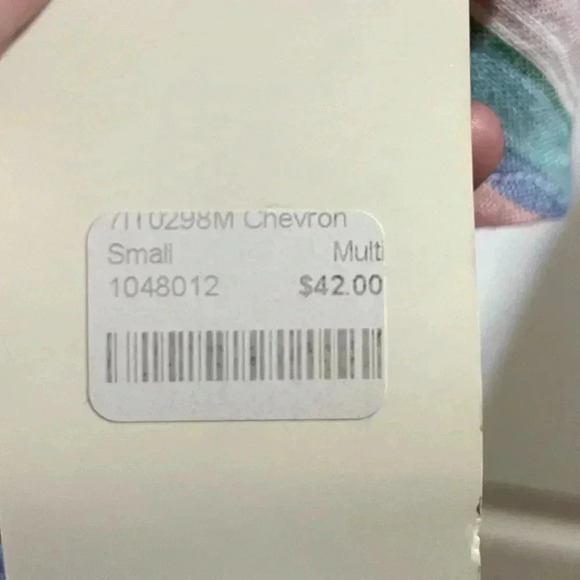 Chevron
Small Multi
1048012 $42.00